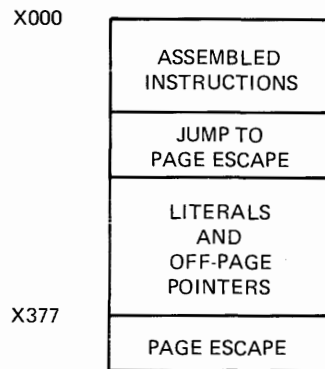 X000
ASSEMBLED
INSTRUCTIONS
JUMP TO
PAGE ESCAPE
LITERALS
AND
OFF-PAGE
POINTERS
X377
PAGE ESCAPE